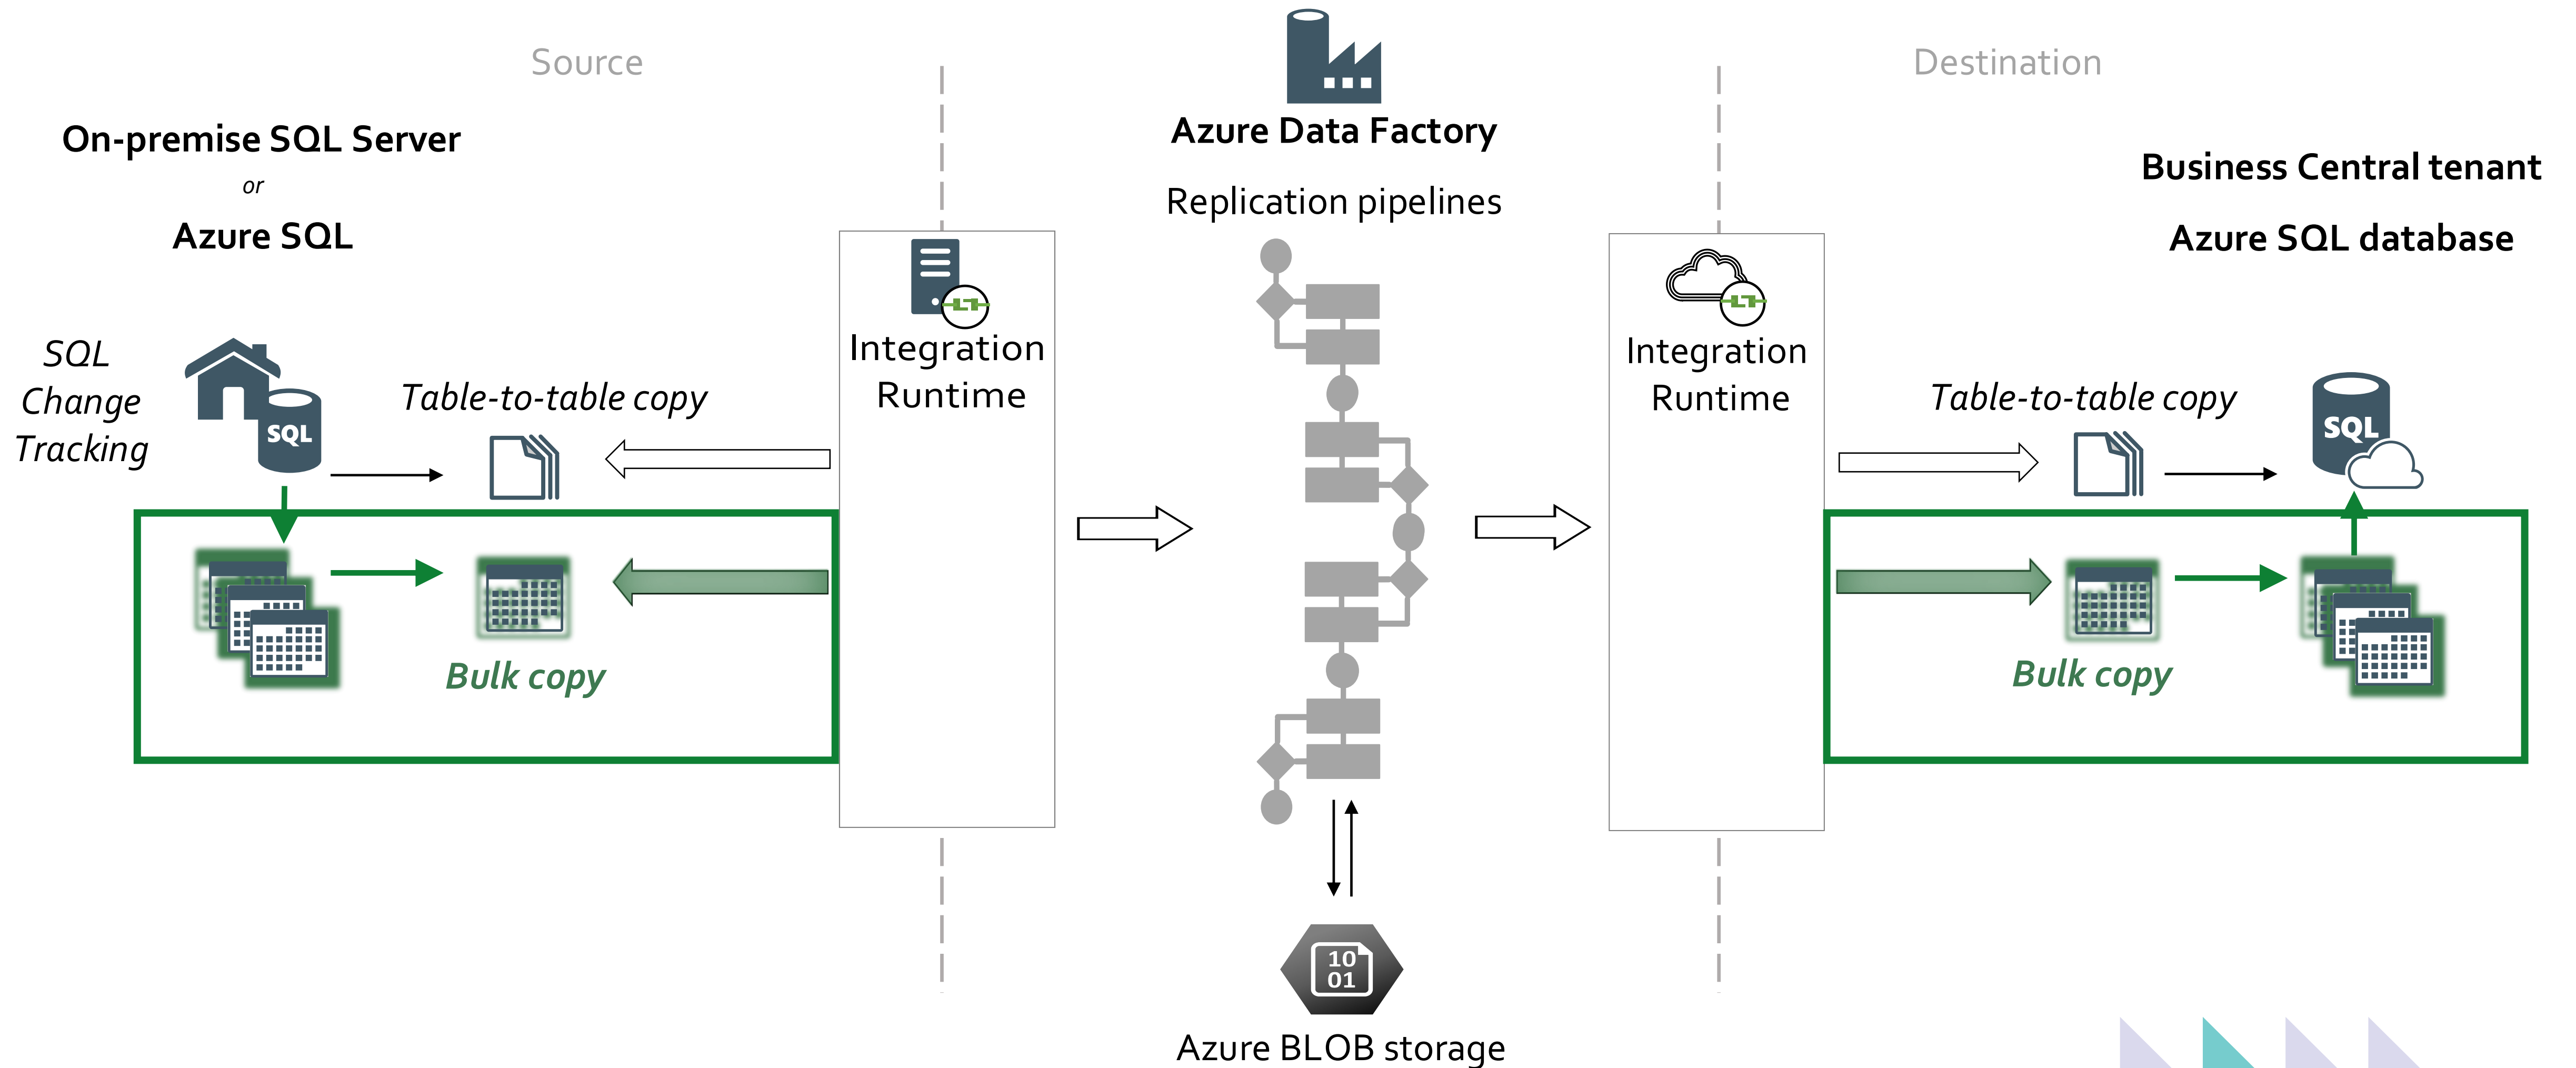 Source
On-premise SQL Server
or
Azure SQL
SQL
Change
Tracking
SQL
Table-to-table copy
Bulk copy
Integration
Runtime
Azure Data Factory
Replication pipelines
10
01
Azure BLOB storage
Integration
Runtime
Destination
Business Central tenant
Azure SQL database
Table-to-table copy
SQL
Bulk copy